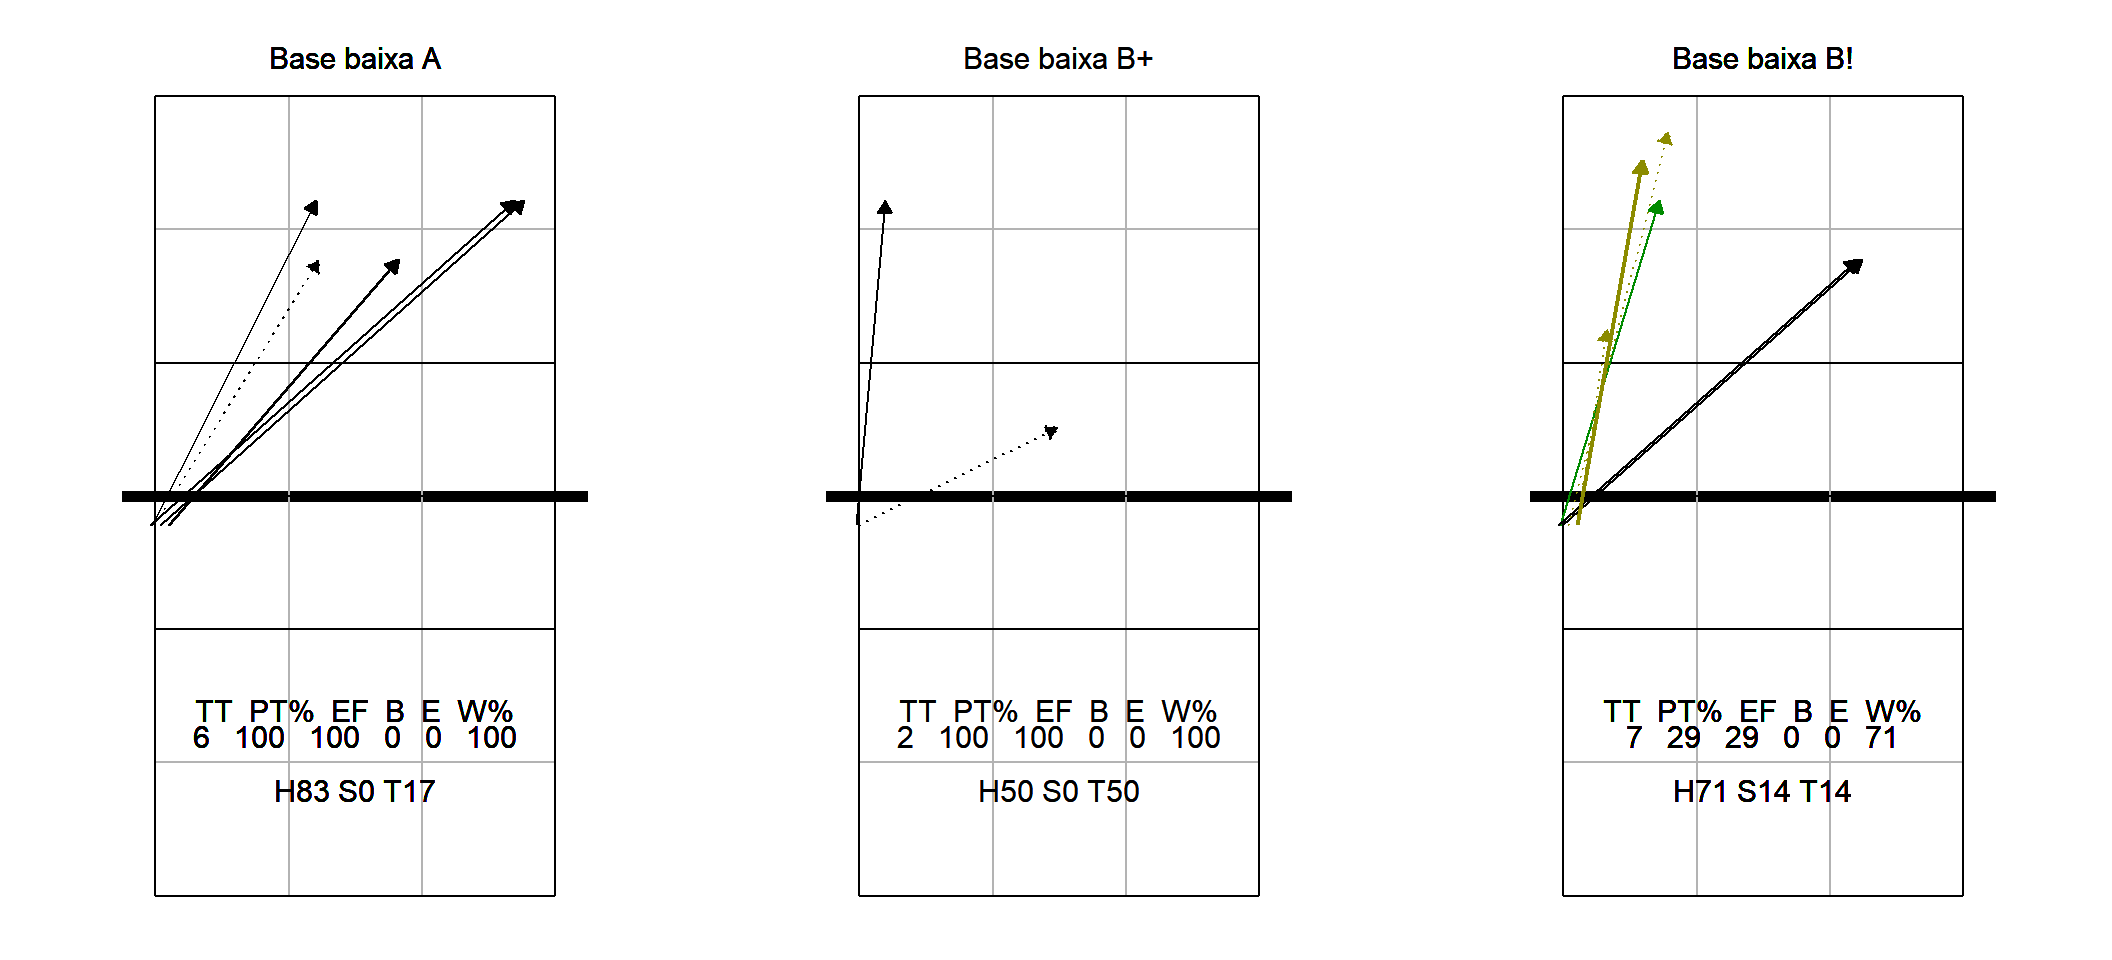 Base baixa A
TT PT% EF B E W%
6 100 100 0 0 100
H83 S0 T17
Base baixa B+
TT PT% EF B E W%
2 100 100 0 0 100
H50 S0 T50
Base baixa B!
TT PT% EF B E W%
7 29 29 0 0 71
H71 S14 T14